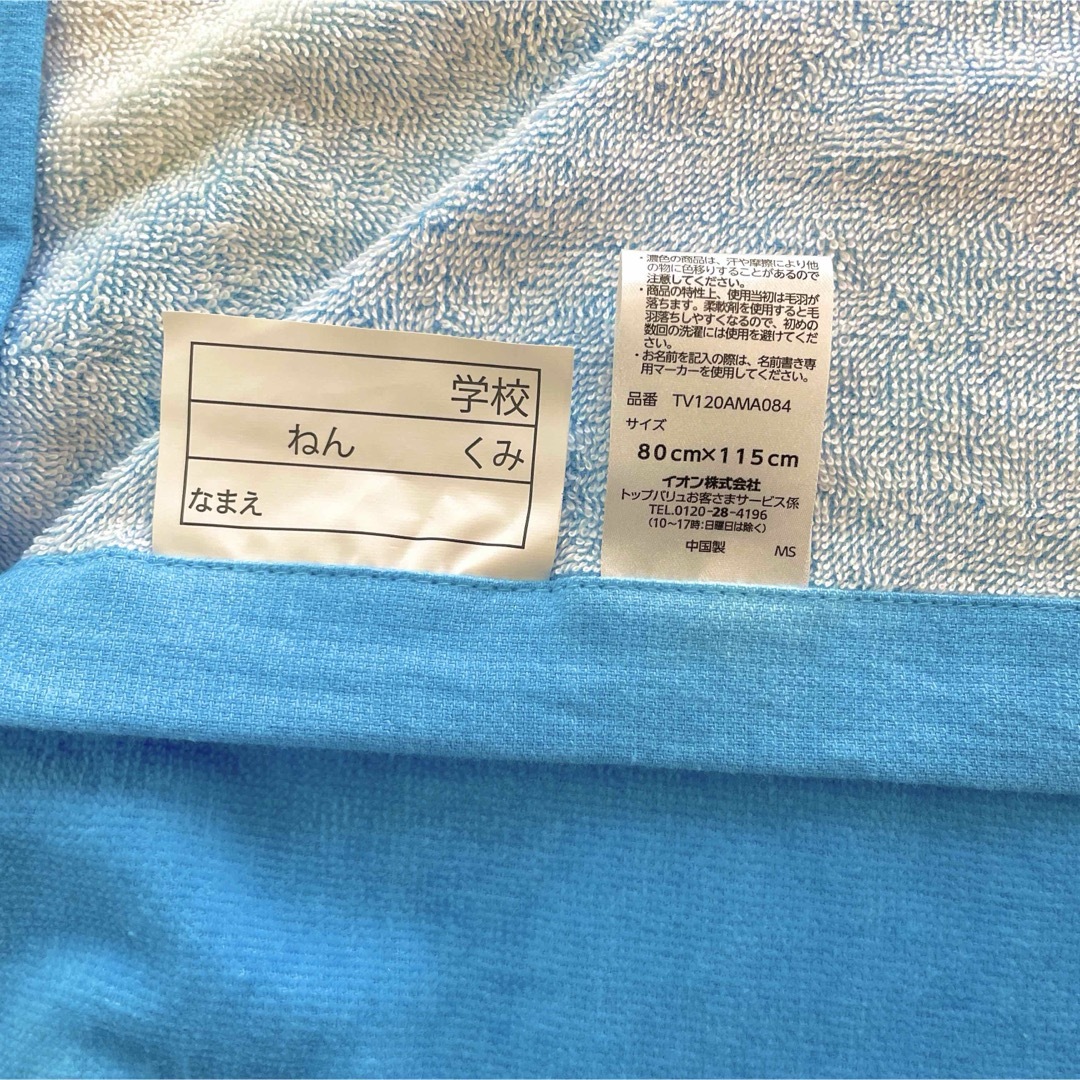 学校
ねん くみ
なまえ
・濃色の商品は、汗や摩擦により他
の物に色移りすることがあるので
注意してください。
・商品の特性上、使用当初は毛羽が
落ちます。柔軟剤を使用すると毛
羽落ちしやすくなるので、初めの
数回の洗濯には使用を避けてくだ
さい。
・お名前を記入の際は、名前書き専
用マーカーを使用してください。
品番 TV120AMA084
サイズ
80cm×115cm
イオン株式会社
トップバリュお客さまサービス係
TEL.0120-28-4196
(10～17時:日曜日は除く)
中国製 MS